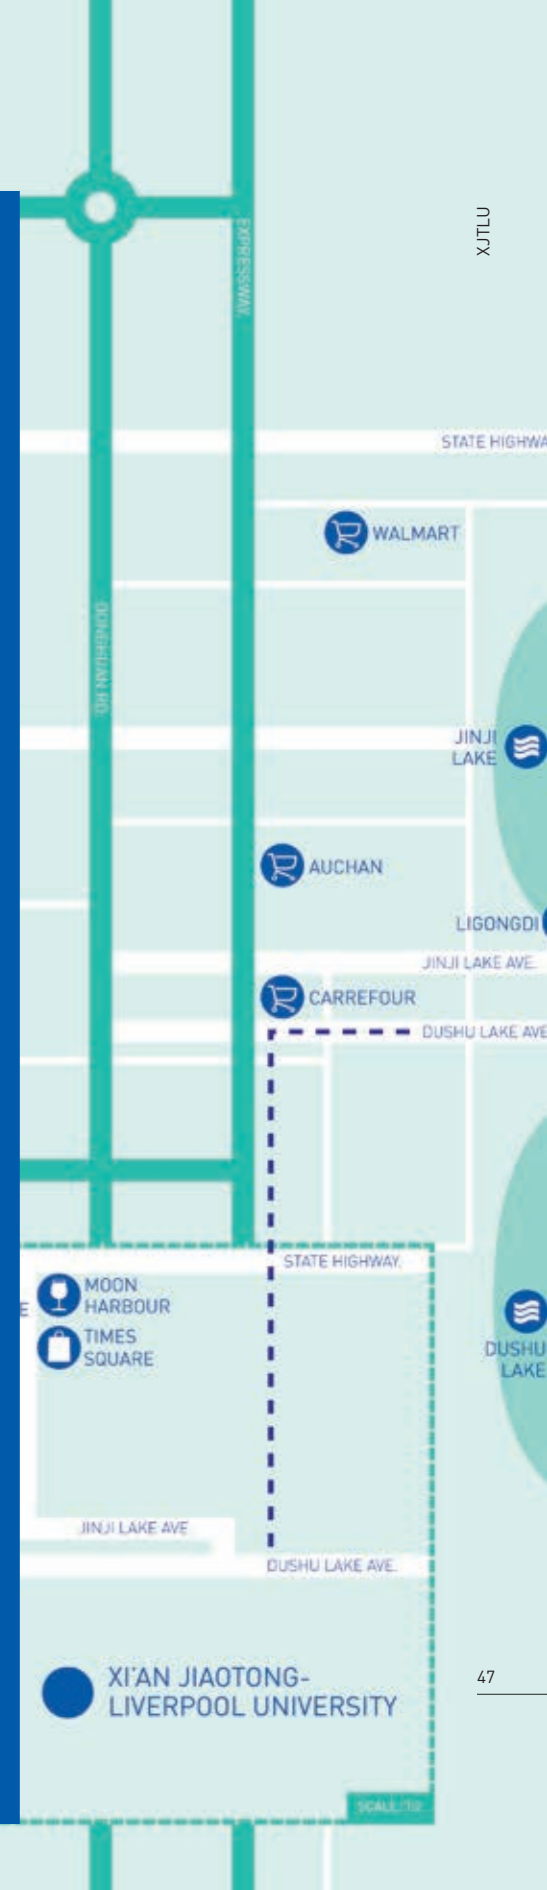 XJTLU
EXPRESSWAY.
STATE HIGHWA
WALMART
DONGHUAN RD.
JINJI
LAKE
AUCHAN
LIGONGDI
JINJI LAKE AVE.
CARREFOUR
DUSHU LAKE AVE
STATE HIGHWAY.
MOON
HARBOUR
E
TIMES
SQUARE
DUSHU
LAKE
JINJI LAKE AVE
DUSHU LAKE AVE.
XI'AN JIAOTONG-
LIVERPOOL UNIVERSITY
47